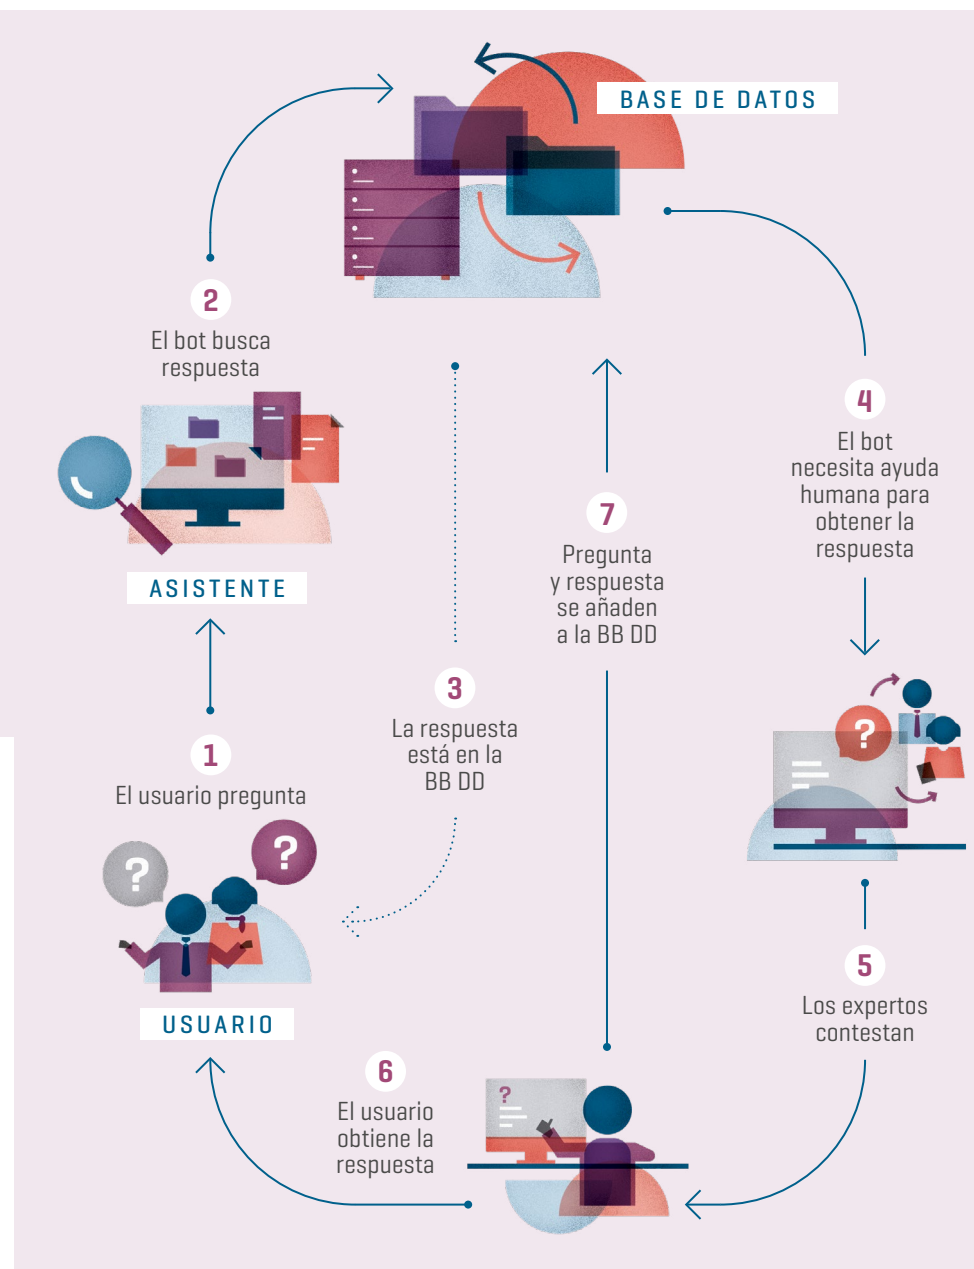 BASE DE DATOS
2
El bot busca
respuesta
ASISTENTE
1
El usuario pregunta
?
?
USUARIO
3
La respuesta
está en la
BB DD
4
El bot
necesita ayuda
humana para
obtener la
respuesta
?
5
Los expertos
contestan
6
El usuario
obtiene la
respuesta
?
7
Pregunta
y respuesta
se añaden
a la BB DD